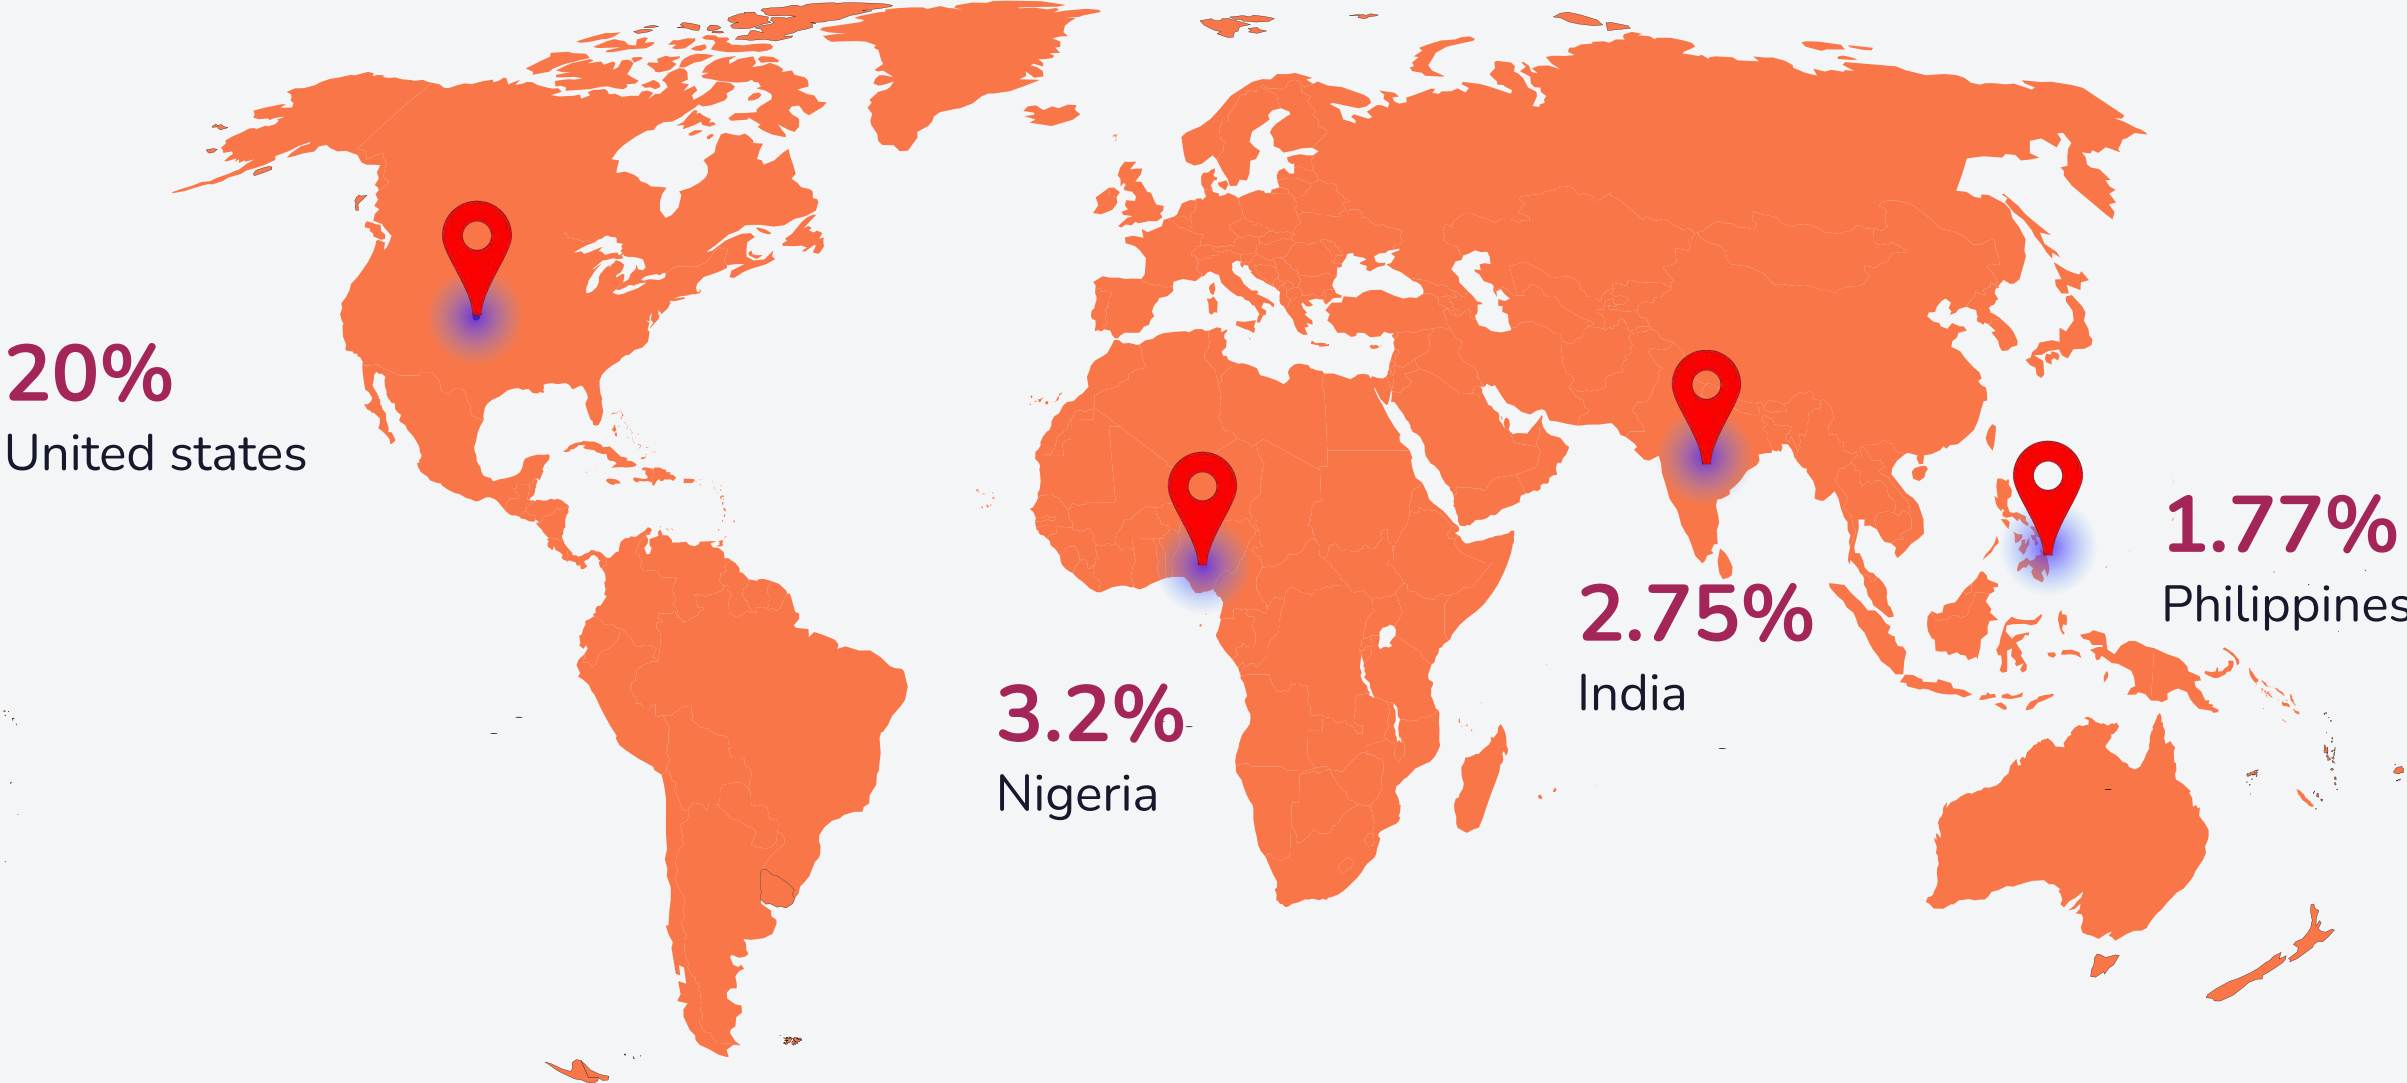 20%
United states
3.2%
Nigeria
2.75%
India
1.77%
Philippines